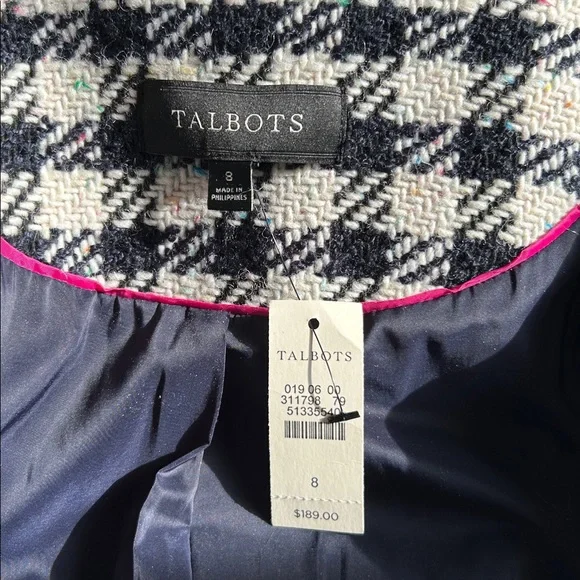 TALBOTS
8
MADE IN
PHILIPPINES
TALBOTS
019 06 00
311798 79
51335540
8
$189.00